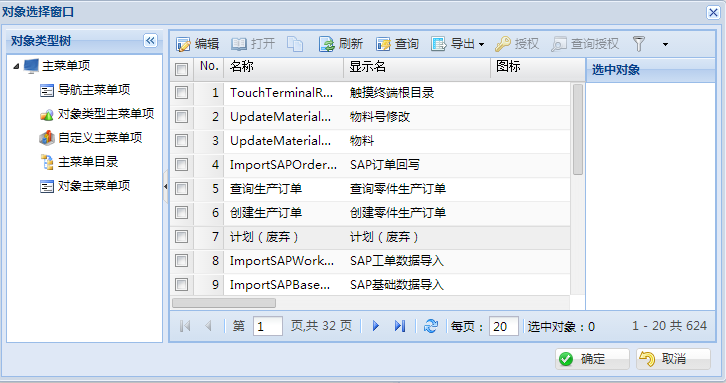 对象选择窗口
对象类型树
主菜单项
导航主菜单项
对象类型主菜单项
自定义主菜单项
主菜单目录
对象主菜单项
编辑 打开 刷新 查询 导出 授权 查询授权
No. 名称 显示名 图标
1 TouchTerminalR... 触摸终端根目录
2 UpdateMaterial... 物料号修改
3 UpdateMaterial... 物料
4 ImportSAPOrder... SAP订单回写
5 查询生产订单 查询零件生产订单
6 创建生产订单 创建零件生产订单
7 计划（废弃） 计划（废弃）
8 ImportSAPWork... SAP工单数据导入
9 ImportSAPBase... SAP基础数据导入
选中对象
第 1 页,共 32 页 每页： 20 选中对象：0 1 - 20 共 624
确定 取消